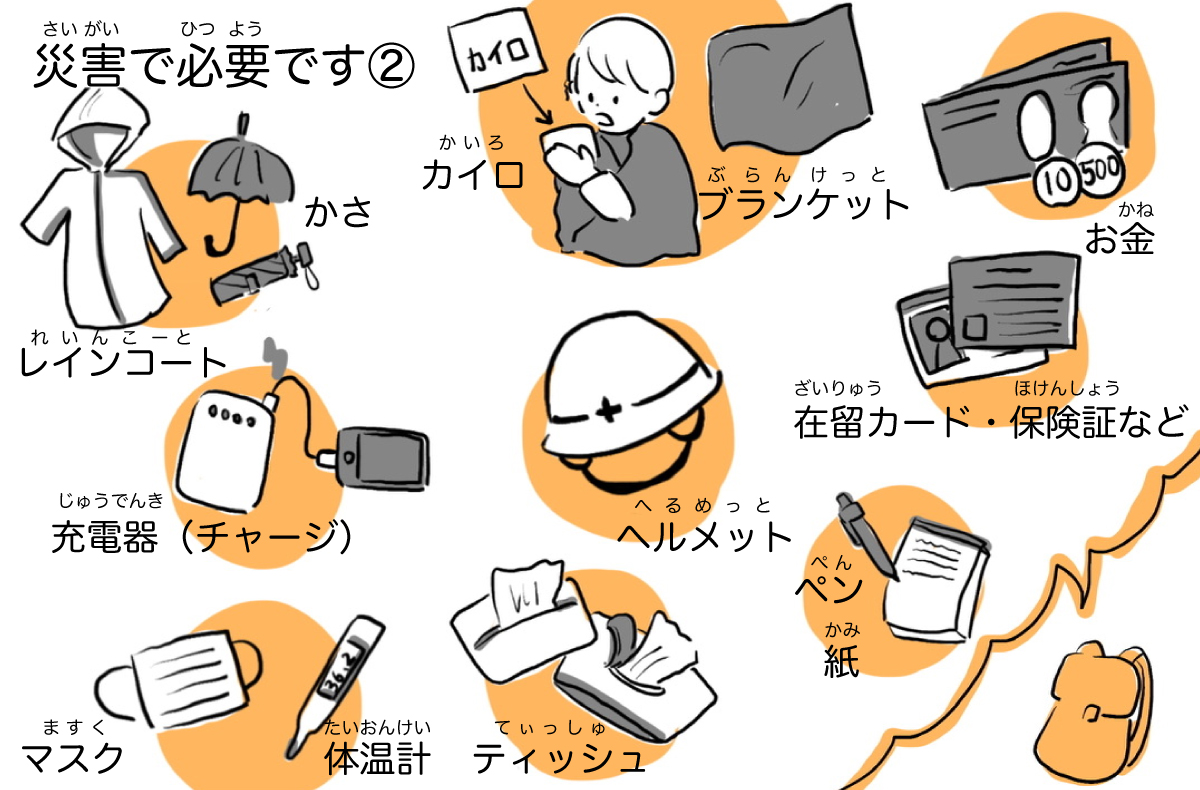 さいがい ひつよう
災害で必要です②
カイロ
かいろ
カイロ
ぶらんけっと
ブランケット
10 500
かね
お金
かさ
れいんこーと
レインコート
ざいりゅう ほけんしょう
在留カード・保険証など
じゅうでんき
充電器（チャージ）
へるめっと
ヘルメット
ぺん
ペン
かみ
紙
36.2
ますく
マスク
たいおんけい
体温計
てぃっしゅ
ティッシュ